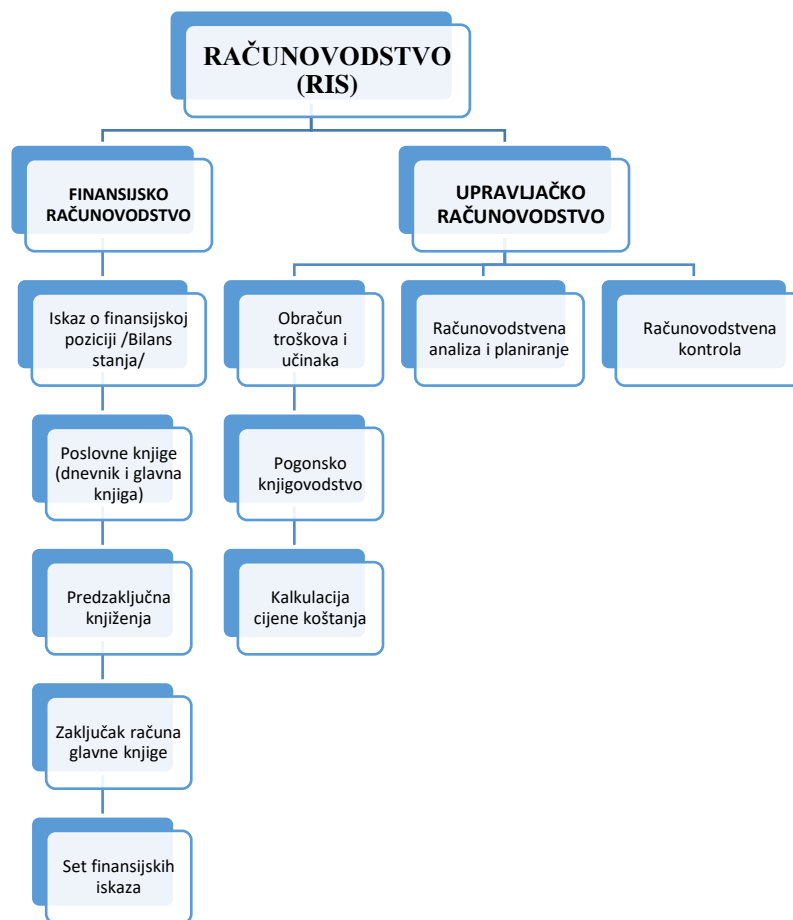 RAČUNOVODSTVO
(RIS)
FINANSIJSKO
RAČUNOVODSTVO
UPRAVLJAČKO
RAČUNOVODSTVO
Iskaz o finansijskoj
poziciji /Bilans
stanja/
Obračun
troškova i
učinaka
Računovodstvena
analiza i planiranje
Računovodstvena
kontrola
Poslovne knjige
(dnevnik i glavna
knjiga)
Pogonsko
knjigovodstvo
Predzaključna
knjiženja
Kalkulacija
cijene koštanja
Zaključak računa
glavne knjige
Set finansijskih
iskaza